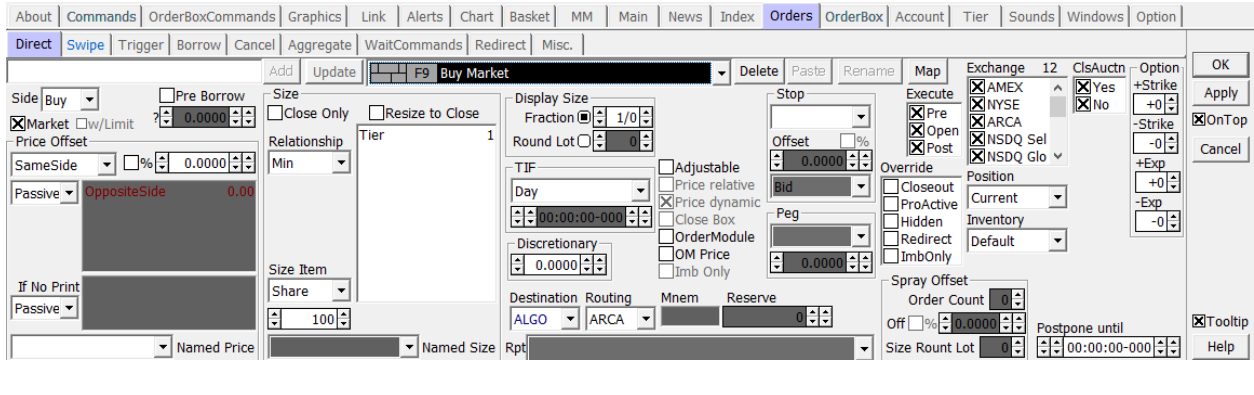 About Commands OrderBoxCommands Graphics Link Alerts Chart Basket MM Main News Index Orders OrderBox Account Tier Sounds Windows Option
Direct Swipe Trigger Borrow Cancel Aggregate WaitCommands Redirect Misc.
Add Update F9 Buy Market Delete Paste Rename Map Exchange 12 ClsAuctn Option OK
Side Buy Pre Borrow Size Display Size Stop Execute AMEX Yes +Strike Apply
? 0.0000 Close Only Resize to Close Fraction 1/0 Pre NYSE No +0
Market w/Limit Relationship Tier 1 Round Lot 0 Offset % Open ARCA -Strike OnTop
Price Offset Min TIF 0.0000 Post NSDQ Sel -0 Cancel
SameSide % 0.0000 Day Adjustable Bid Override NSDQ Glo +Exp
Passive OppositeSide 0.00 00:00:00-000 Price relative Closeout Position +0
Price dynamic Peg ProActive Current -Exp
Close Box Hidden Inventory -0
Discretionary OrderModule Redirect Default
0.0000 OM Price 0.0000 ImbOnly
Size Item Imb Only Spray Offset
If No Print Share Destination Routing Mnem Reserve Order Count 0
Passive 100 ALGO ARCA 0 Off % 0.0000 Postpone until Tooltip
Named Price Named Size Rpt Size Rount Lot 0 00:00:00-000 Help